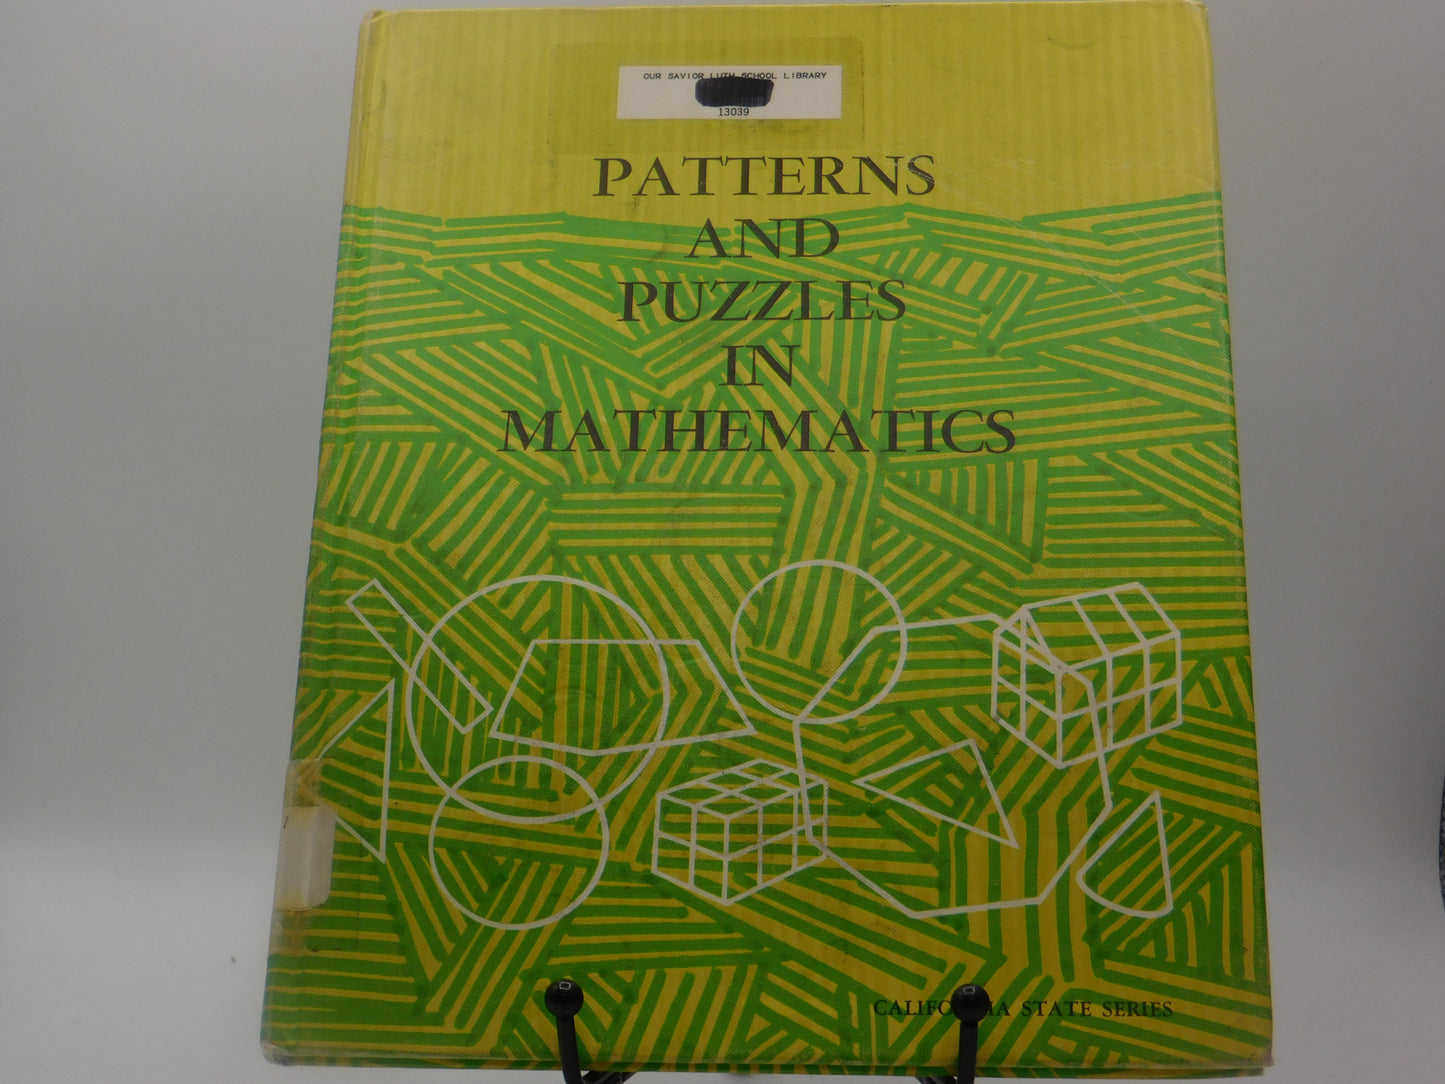 OUR SAVIOR LUTH SCHOOL LIBRARY
13039
PATTERNS
AND
PUZZLES
IN
MATHEMATICS
CALIFORNIA STATE SERIES